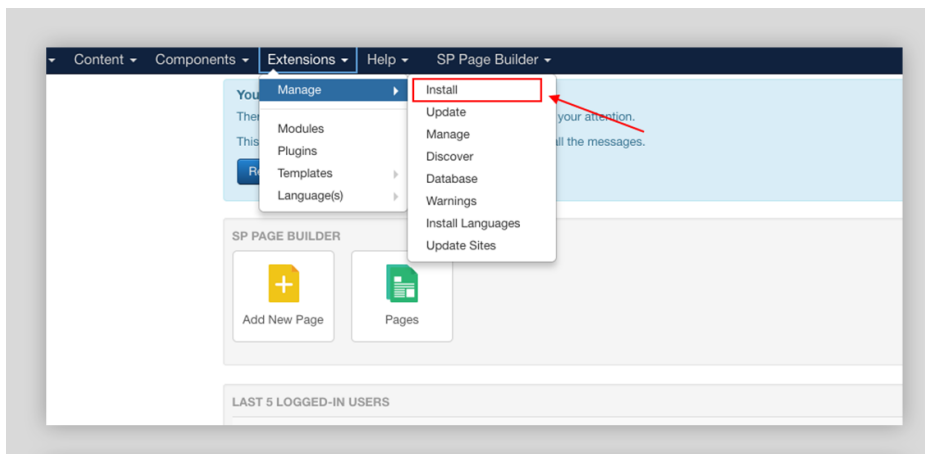 Content Components Extensions Help SP Page Builder
Manage
Modules
Plugins
Templates
Language(s)
Install
Update
Manage
Discover
Database
Warnings
Install Languages
Update Sites
You
your attention.
This all the messages.
SP PAGE BUILDER
Add New Page
Pages
LAST 5 LOGGED-IN USERS